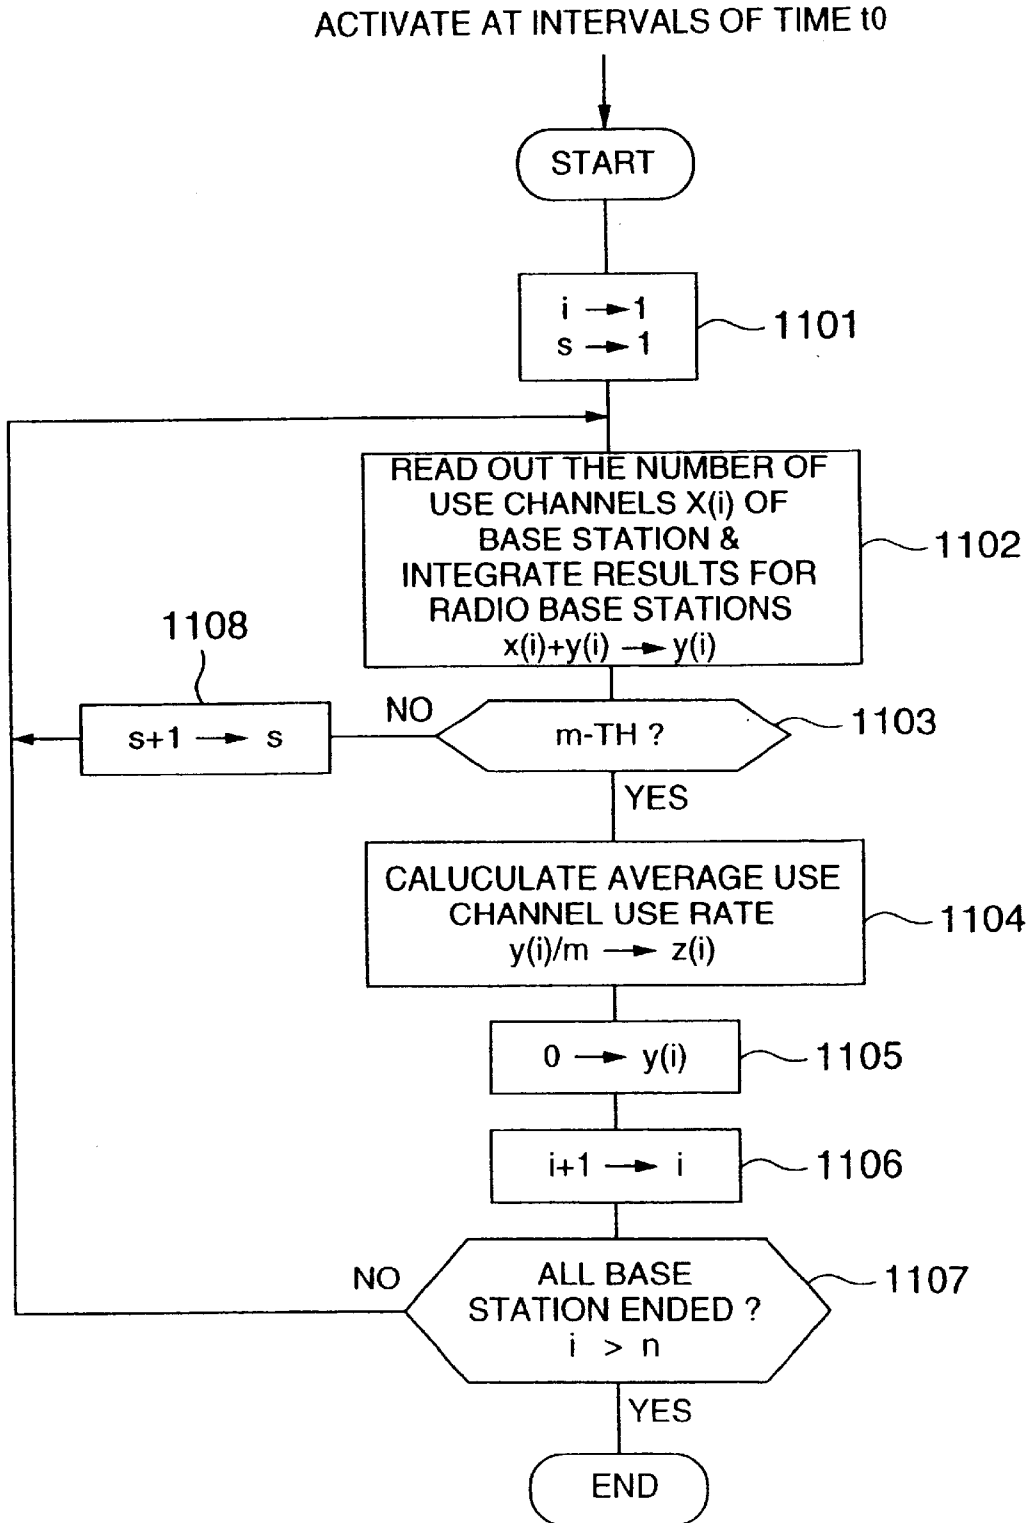 ACTIVATE AT INTERVALS OF TIME t0
START
i → 1
s → 1
1101
READ OUT THE NUMBER OF
USE CHANNELS X(i) OF
BASE STATION &
INTEGRATE RESULTS FOR
RADIO BASE STATIONS
x(i)+y(i) → y(i)
1102
1108
s+1 → s
NO
m-TH ?
1103
YES
CALUCULATE AVERAGE USE
CHANNEL USE RATE
y(i)/m → z(i)
1104
0 → y(i)
1105
i+1 → i
1106
NO
ALL BASE
STATION ENDED ?
i > n
1107
YES
END